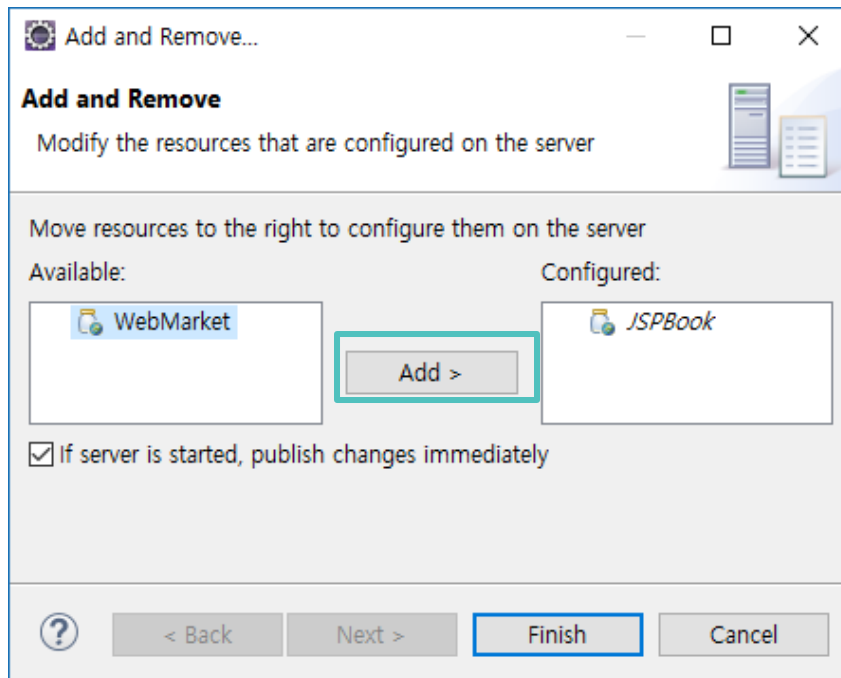 Add and Remove...
Add and Remove
Modify the resources that are configured on the server
Move resources to the right to configure them on the server
Available:
Configured:
WebMarket
Add >
JSPBook
If server is started, publish changes immediately
?
< Back
Next >
Finish
Cancel